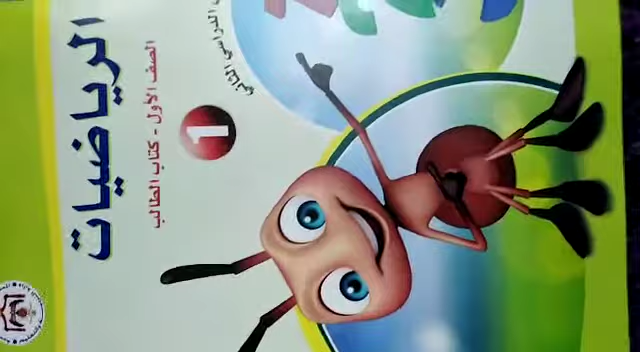 الرياضيات
الصف الأول - كتاب الطالب
1
الدراسي الثاني